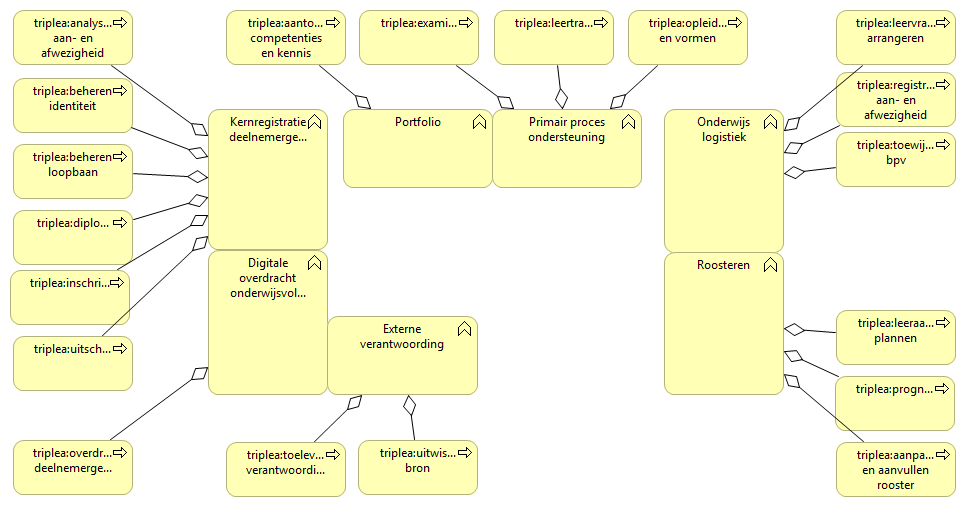 triplea:analys...
aan- en
afwezigheid
triplea:aanto...
competenties
en kennis
triplea:exami...
triplea:leertra...
triplea:opleid...
en vormen
triplea:leervra...
arrangeren
triplea:beheren
identiteit
triplea:registr...
aan- en
afwezigheid
Kernregistratie
deelnemerge...
Portfolio
Primair proces
ondersteuning
Onderwijs
logistiek
triplea:toewij...
bpv
triplea:beheren
loopbaan
triplea:diplo...
triplea:inschri...
Digitale
overdracht
onderwijsvol...
Roosteren
Externe
verantwoording
triplea:leeraa...
plannen
triplea:uitsch...
triplea:progn...
triplea:overdr...
deelnemerge...
triplea:toelev...
verantwoordi...
triplea:uitwis...
bron
triplea:aanpa...
en aanvullen
rooster